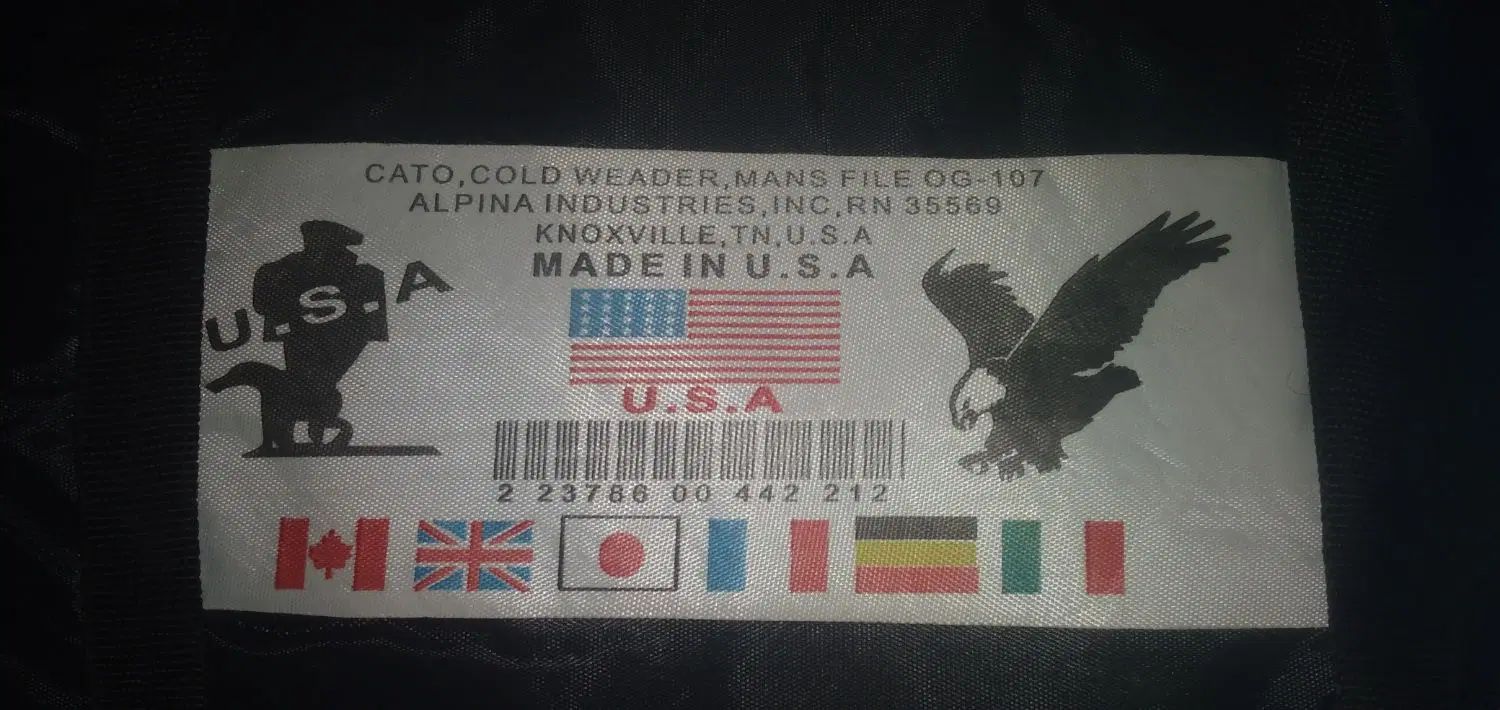 CATO,COLD WEADER,MANS FILE OG-107
ALPINA INDUSTRIES,INC,RN 35569
KNOXVILLE,TN,U.S.A
MADE IN U.S.A
U.S.A
U.S.A
2 23786 00 442 212